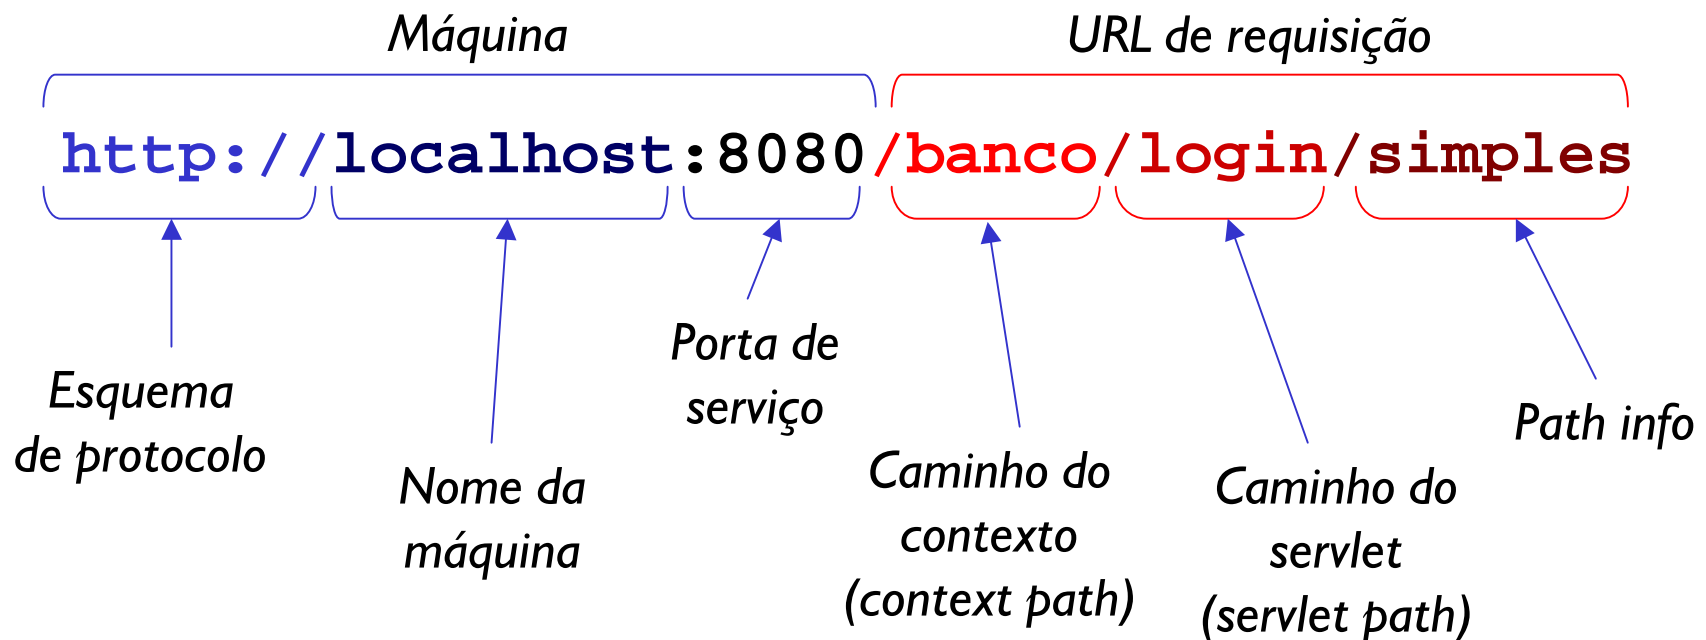 Máquina
URL de requisição
http://localhost:8080/banco/login/simples
Esquema
de protocolo
Nome da
máquina
Porta de
serviço
Caminho do
contexto
(context path)
Caminho do
servlet
(servlet path)
Path info